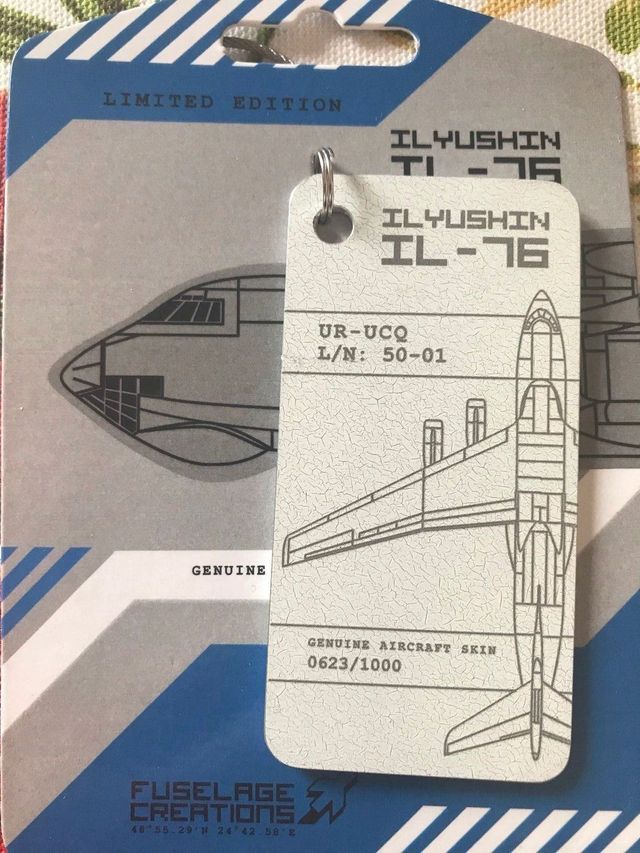 LIMITED EDITION
ILYUSHIN
IL-76
ILYUSHIN
IL-76
UR-UCQ
L/N: 50-01
GENUINE
GENUINE AIRCRAFT SKIN
0623/1000
FUSELAGE
CREATIONS
48°55.29'N 24°42.58'E